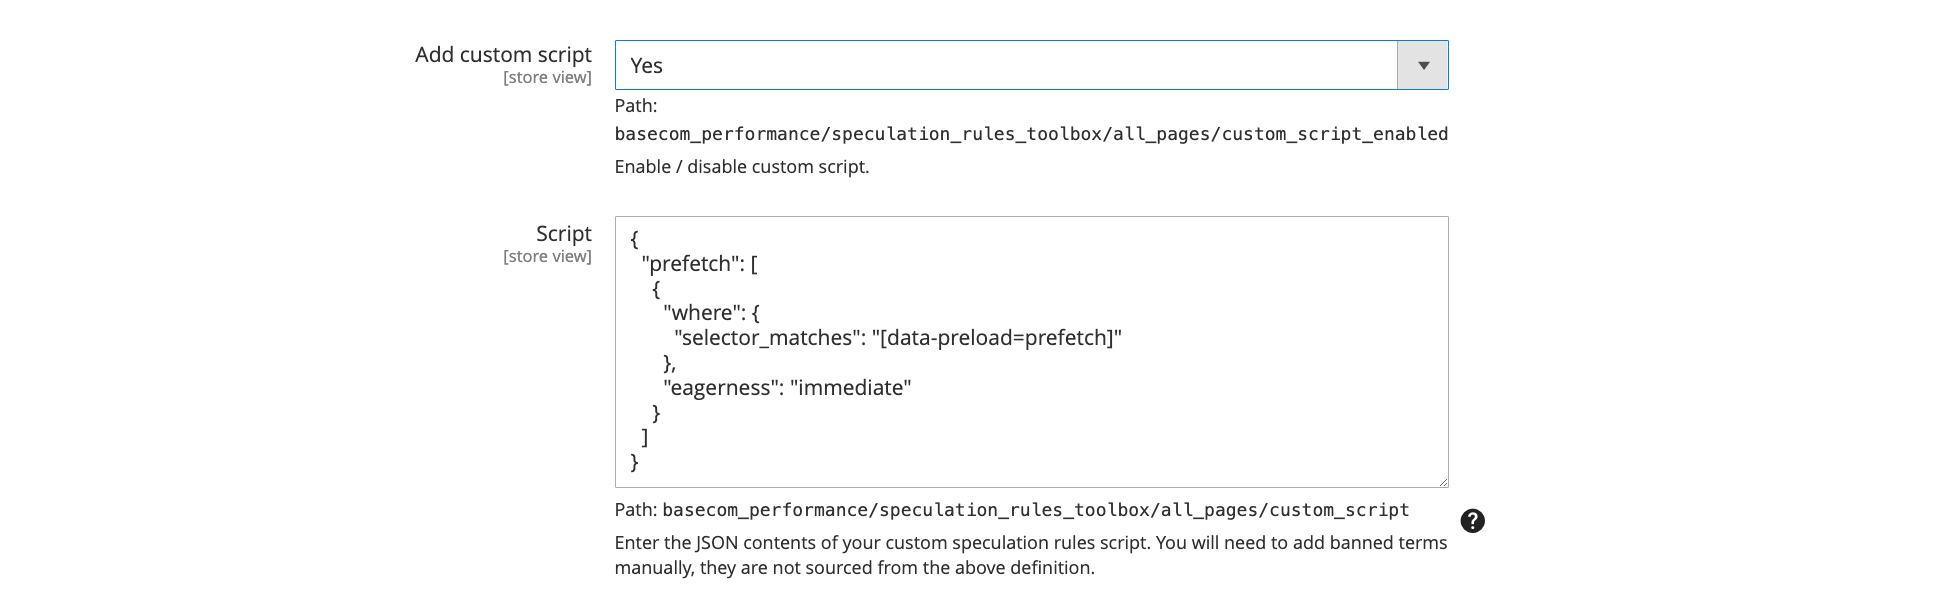 Add custom script
[store view]
Yes
Path:
basecom_performance/speculation_rules_toolbox/all_pages/custom_script_enabled
Enable / disable custom script.
Script
[store view]
{
  "prefetch": [
    {
      "where": {
        "selector_matches": "[data-preload=prefetch]"
      },
      "eagerness": "immediate"
    }
  ]
}
Path: basecom_performance/speculation_rules_toolbox/all_pages/custom_script
?
Enter the JSON contents of your custom speculation rules script. You will need to add banned terms
manually, they are not sourced from the above definition.